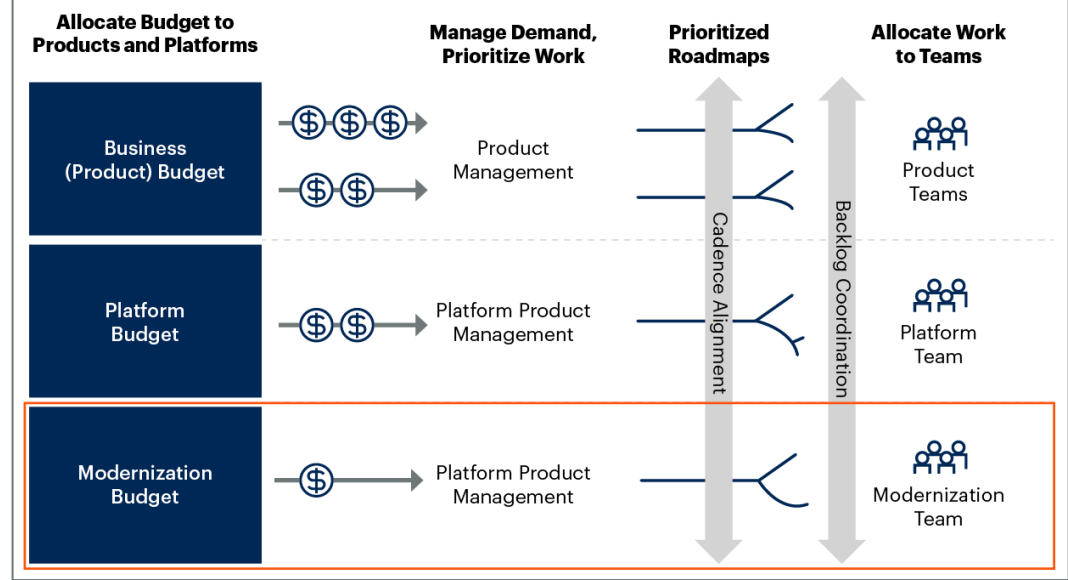 Allocate Budget to
Products and Platforms
Manage Demand,
Prioritize Work
Prioritized
Roadmaps
Allocate Work
to Teams
Business
(Product) Budget
$ $ $
$ $
Product
Management
Product
Teams
Cadence Alignment
Backlog Coordination
Platform
Budget
$ $
Platform Product
Management
Platform
Team
Modernization
Budget
$
Platform Product
Management
Modernization
Team